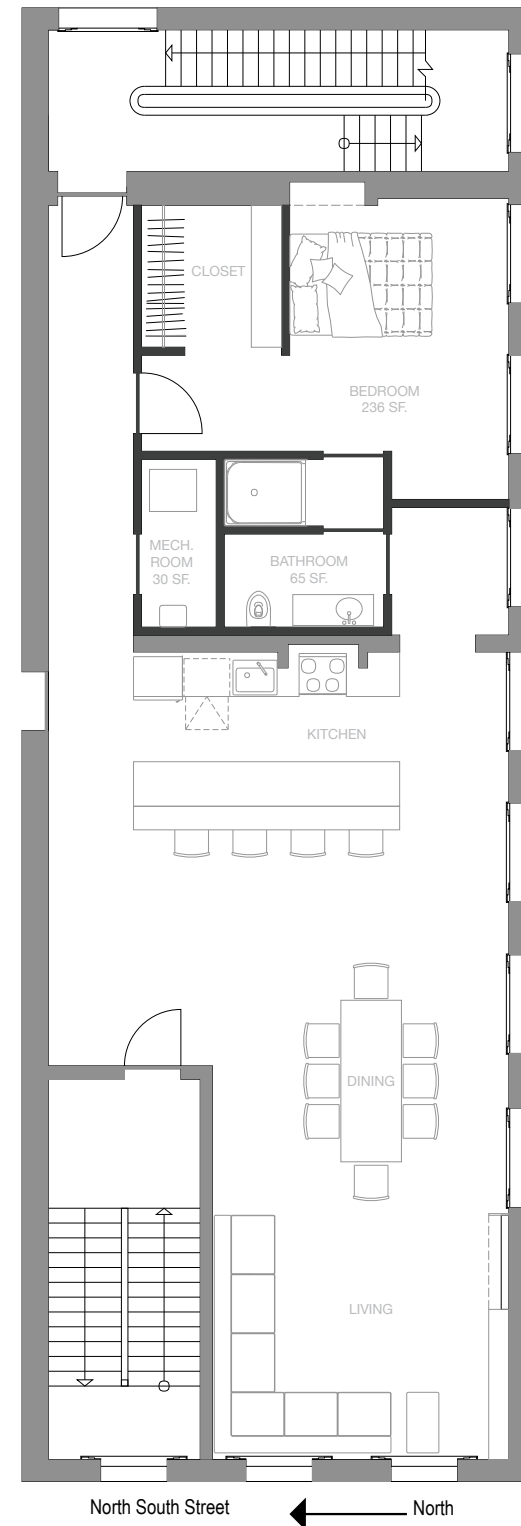 CLOSET
BEDROOM
236 SF.
MECH.
ROOM
30 SF.
BATHROOM
65 SF.
KITCHEN
DINING
LIVING
North South Street
North